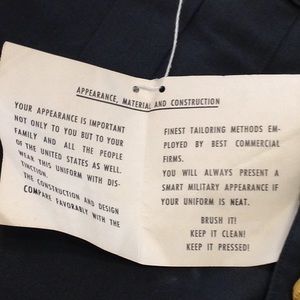 APPEARANCE, MATERIAL AND CONSTRUCTION
YOUR APPEARANCE IS IMPORTANT
NOT ONLY TO YOU BUT TO YOUR
FAMILY AND ALL THE PEOPLE
OF THE UNITED STATES AS WELL.
WEAR THIS UNIFORM WITH DIS-
TINCTION.
THE CONSTRUCTION AND DESIGN
COMPARE FAVORABLY WITH THE
FINEST TAILORING METHODS EM-
PLOYED BY BEST COMMERCIAL
FIRMS.
YOU WILL ALWAYS PRESENT A
SMART MILITARY APPEARANCE IF
YOUR UNIFORM IS NEAT.
BRUSH IT!
KEEP IT CLEAN!
KEEP IT PRESSED!